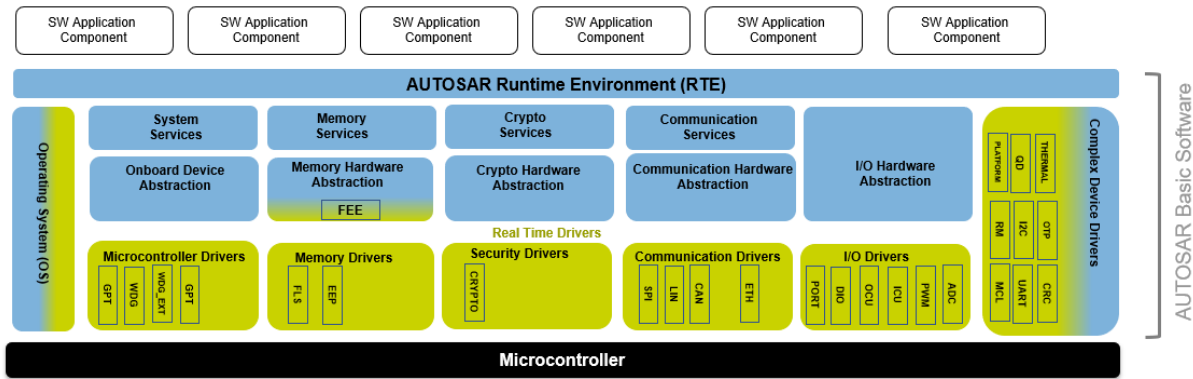 SW Application
Component
SW Application
Component
SW Application
Component
SW Application
Component
SW Application
Component
SW Application
Component
AUTOSAR Runtime Environment (RTE)
AUTOSAR Basic Software
Operating System (OS)
System
Services
Memory
Services
Crypto
Services
Communication
Services
I/O Hardware
Abstraction
Onboard Device
Abstraction
Memory Hardware
Abstraction
FEE
Crypto Hardware
Abstraction
Communication Hardware
Abstraction
Complex Device Drivers
PLATFORM
QD
THERMAL
RM
I2C
OTP
MCL
UART
CRC
Real Time Drivers
Microcontroller Drivers
GPT
WDG
WDG_EXT
GPT
Memory Drivers
FLS
EEP
Security Drivers
CRYPTO
Communication Drivers
SPI
LIN
CAN
ETH
I/O Drivers
PORT
DIO
OCU
ICU
PWM
ADC
Microcontroller